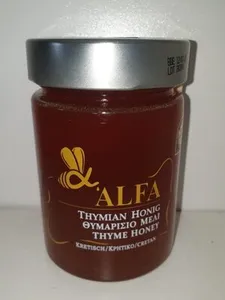 ALFA
THYMIAN HONIG
ΘΥΜΑΡΙΣΙΟ ΜΕΛΙ
THYME HONEY
KRETISCH/ΚΡΗΤΙΚΟ/CRETAN